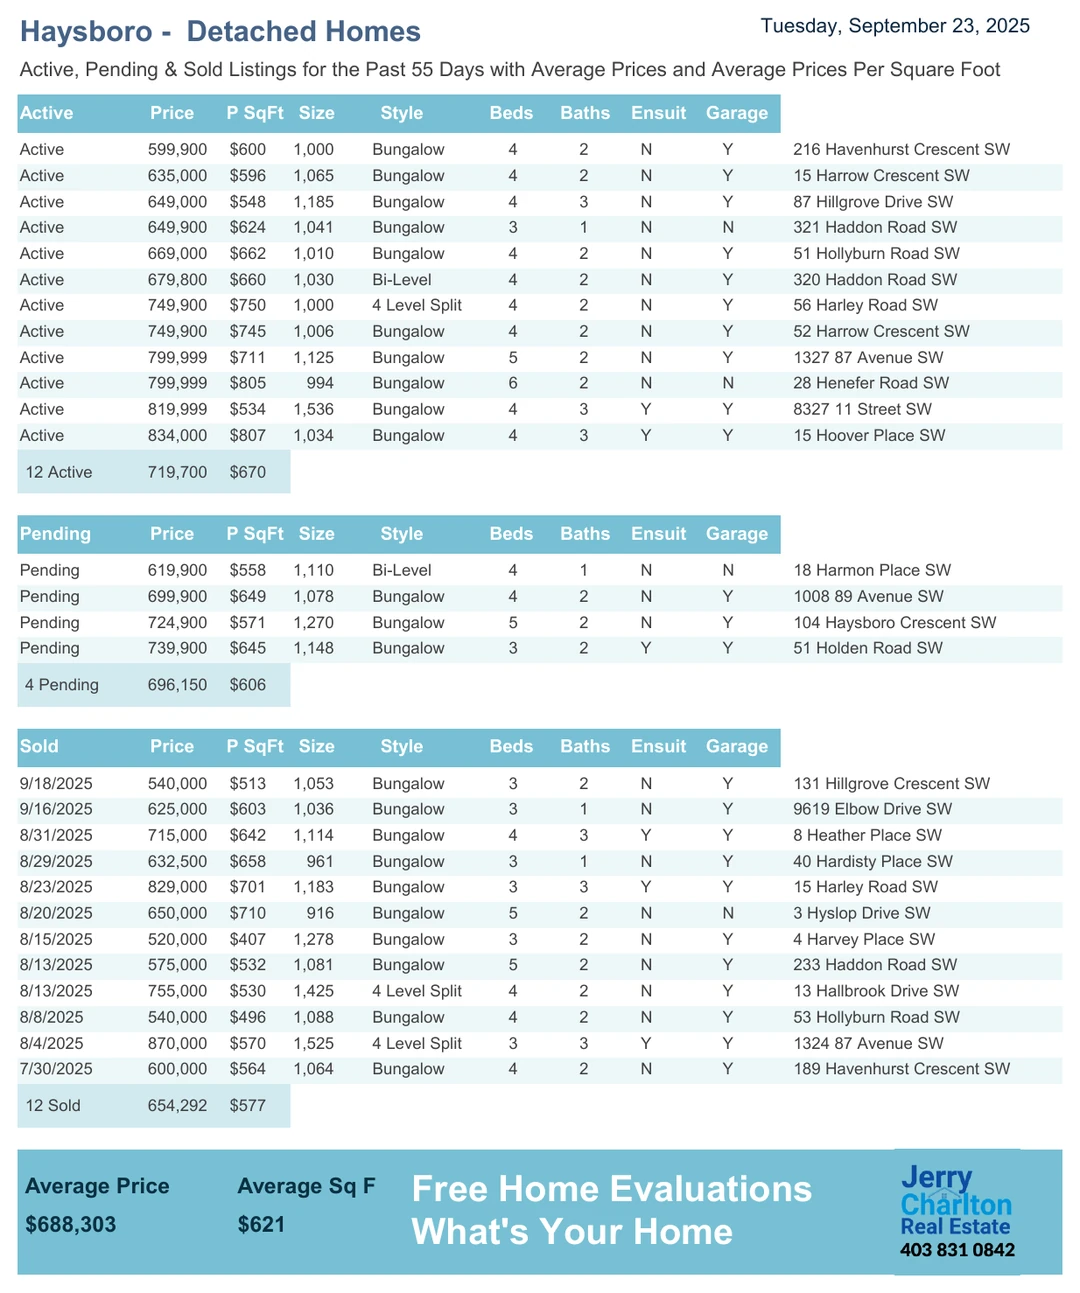 Haysboro - Detached Homes
Tuesday, September 23, 2025
Active, Pending & Sold Listings for the Past 55 Days with Average Prices and Average Prices Per Square Foot
Active Price P SqFt Size Style Beds Baths Ensuit Garage
Active 599,900 $600 1,000 Bungalow 4 2 N Y 216 Havenhurst Crescent SW
Active 635,000 $596 1,065 Bungalow 4 2 N Y 15 Harrow Crescent SW
Active 649,000 $548 1,185 Bungalow 4 3 N Y 87 Hillgrove Drive SW
Active 649,900 $624 1,041 Bungalow 3 1 N N 321 Haddon Road SW
Active 669,000 $662 1,010 Bungalow 4 2 N Y 51 Hollyburn Road SW
Active 679,800 $660 1,030 Bi-Level 4 2 N Y 320 Haddon Road SW
Active 749,900 $750 1,000 4 Level Split 4 2 N Y 56 Harley Road SW
Active 749,900 $745 1,006 Bungalow 4 2 N Y 52 Harrow Crescent SW
Active 799,999 $711 1,125 Bungalow 5 2 N Y 1327 87 Avenue SW
Active 799,999 $805 994 Bungalow 6 2 N N 28 Henefer Road SW
Active 819,999 $534 1,536 Bungalow 4 3 Y Y 8327 11 Street SW
Active 834,000 $807 1,034 Bungalow 4 3 Y Y 15 Hoover Place SW
12 Active 719,700 $670
Pending Price P SqFt Size Style Beds Baths Ensuit Garage
Pending 619,900 $558 1,110 Bi-Level 4 1 N N 18 Harmon Place SW
Pending 699,900 $649 1,078 Bungalow 4 2 N Y 1008 89 Avenue SW
Pending 724,900 $571 1,270 Bungalow 5 2 N Y 104 Haysboro Crescent SW
Pending 739,900 $645 1,148 Bungalow 3 2 Y Y 51 Holden Road SW
4 Pending 696,150 $606
Sold Price P SqFt Size Style Beds Baths Ensuit Garage
9/18/2025 540,000 $513 1,053 Bungalow 3 2 N Y 131 Hillgrove Crescent SW
9/16/2025 625,000 $603 1,036 Bungalow 3 1 N Y 9619 Elbow Drive SW
8/31/2025 715,000 $642 1,114 Bungalow 4 3 Y Y 8 Heather Place SW
8/29/2025 632,500 $658 961 Bungalow 3 1 N Y 40 Hardisty Place SW
8/23/2025 829,000 $701 1,183 Bungalow 3 3 Y Y 15 Harley Road SW
8/20/2025 650,000 $710 916 Bungalow 5 2 N N 3 Hyslop Drive SW
8/15/2025 520,000 $407 1,278 Bungalow 3 2 N Y 4 Harvey Place SW
8/13/2025 575,000 $532 1,081 Bungalow 5 2 N Y 233 Haddon Road SW
8/13/2025 755,000 $530 1,425 4 Level Split 4 2 N Y 13 Hallbrook Drive SW
8/8/2025 540,000 $496 1,088 Bungalow 4 2 N Y 53 Hollyburn Road SW
8/4/2025 870,000 $570 1,525 4 Level Split 3 3 Y Y 1324 87 Avenue SW
7/30/2025 600,000 $564 1,064 Bungalow 4 2 N Y 189 Havenhurst Crescent SW
12 Sold 654,292 $577
Average Price Average Sq F
$688,303 $621
Free Home Evaluations
What's Your Home
Jerry
Charlton
Real Estate
403 831 0842